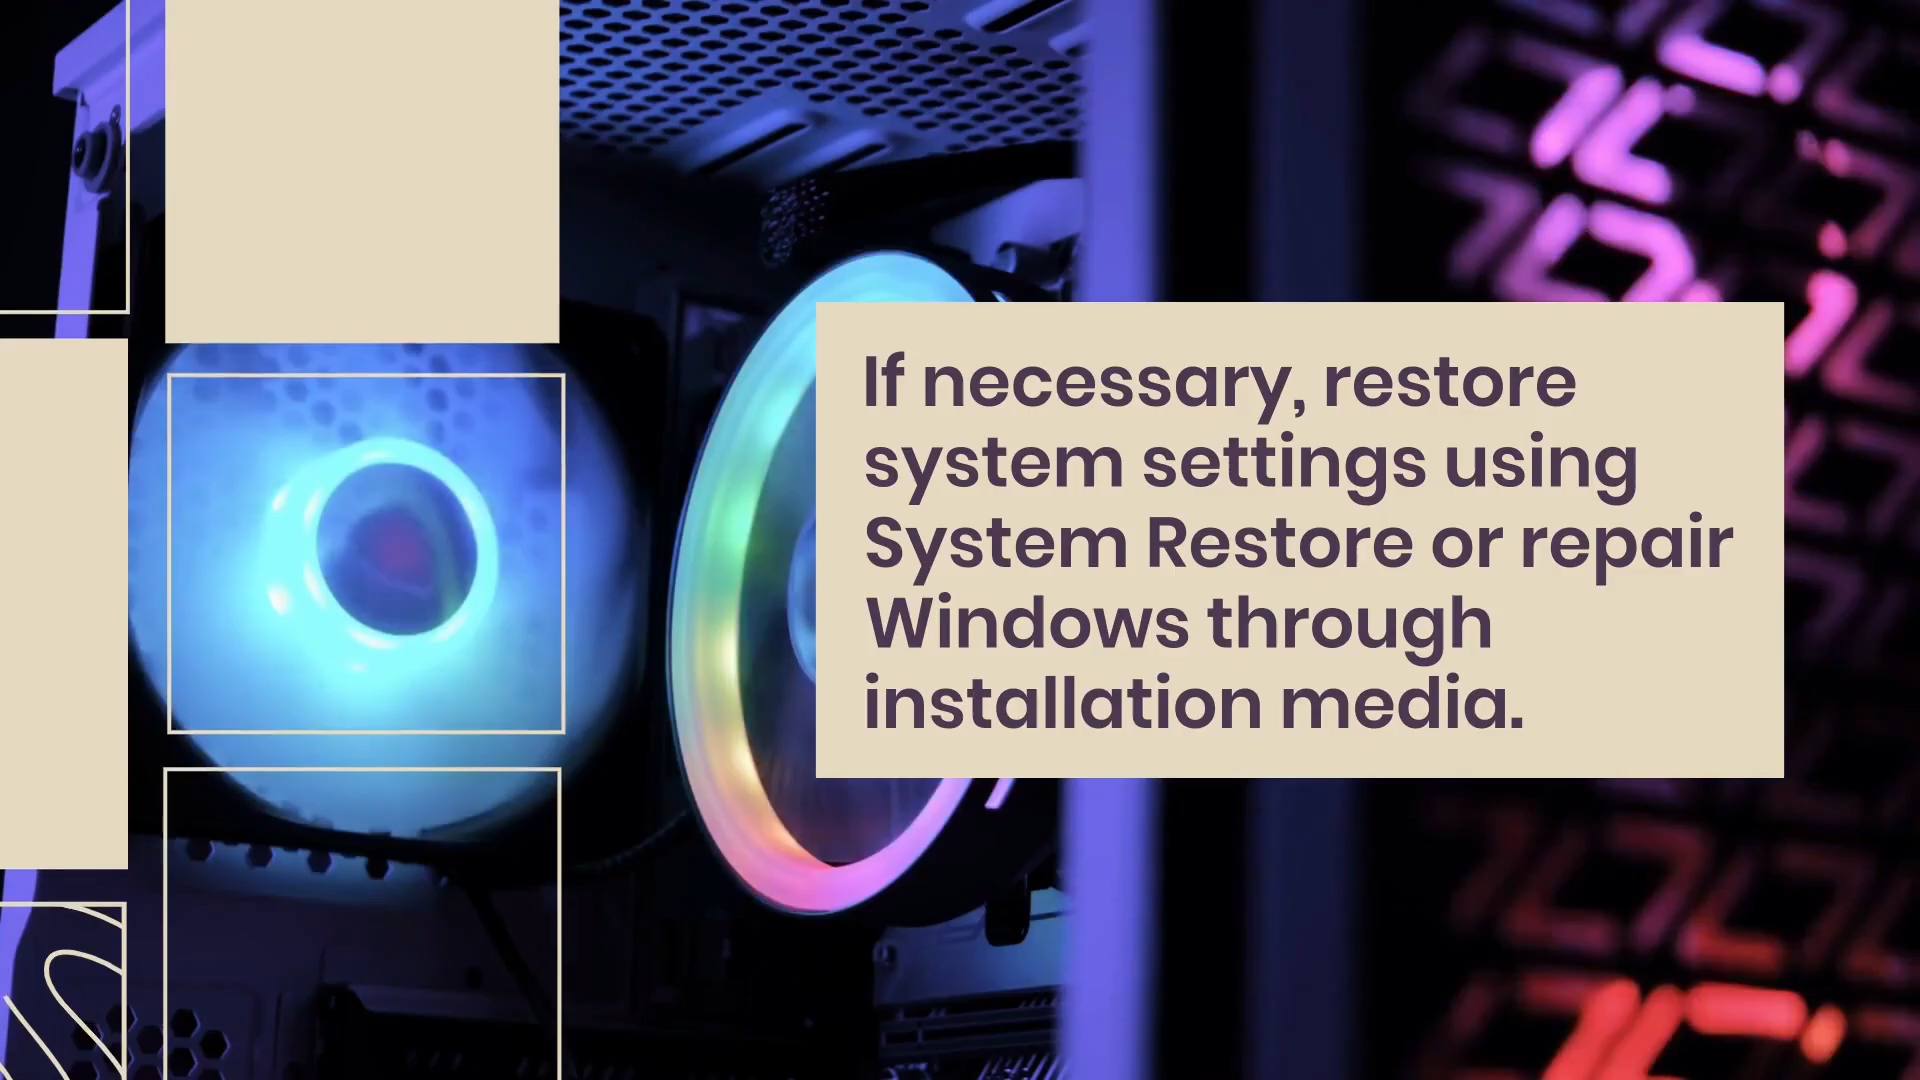 If necessary, restore
system settings using
System Restore or repair
Windows through
installation media.